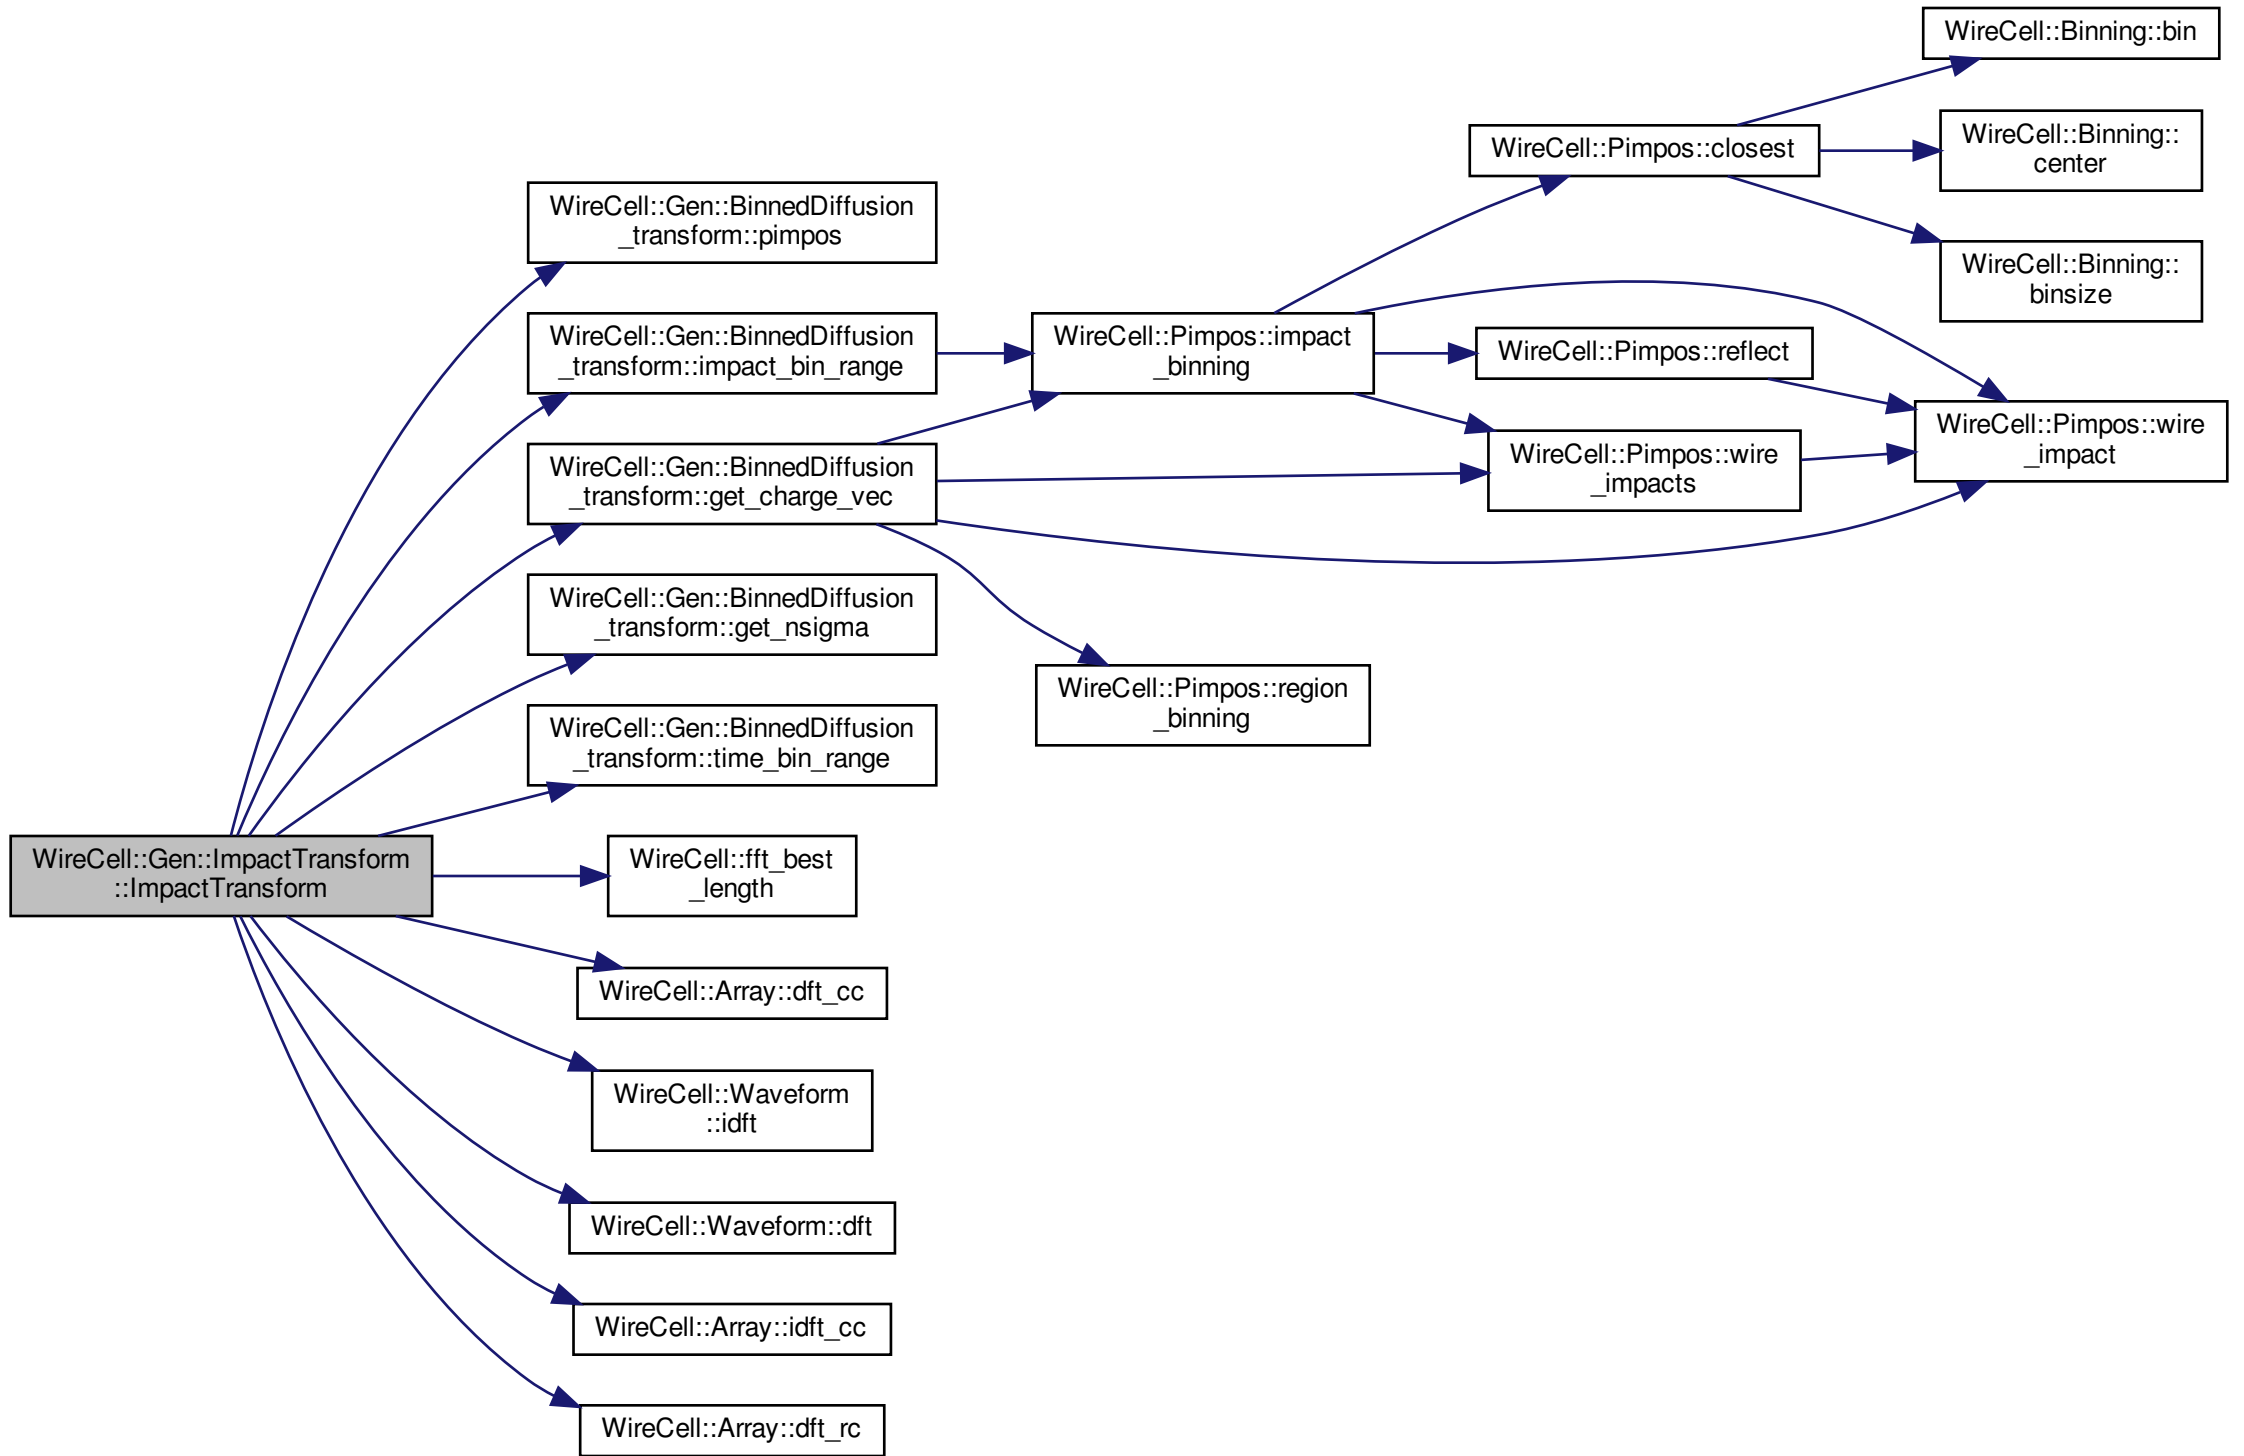 WireCell::Binning::bin
WireCell::Pimpos::closest
WireCell::Binning::
center
WireCell::Gen::BinnedDiffusion
_transform::pimpos
WireCell::Binning::
binsize
WireCell::Gen::BinnedDiffusion
_transform::impact_bin_range
WireCell::Pimpos::impact
_binning
WireCell::Pimpos::reflect
WireCell::Pimpos::wire
_impact
WireCell::Gen::BinnedDiffusion
_transform::get_charge_vec
WireCell::Pimpos::wire
_impacts
WireCell::Gen::BinnedDiffusion
_transform::get_nsigma
WireCell::Pimpos::region
_binning
WireCell::Gen::BinnedDiffusion
_transform::time_bin_range
WireCell::Gen::ImpactTransform
::ImpactTransform
WireCell::fft_best
_length
WireCell::Array::dft_cc
WireCell::Waveform
::idft
WireCell::Waveform::dft
WireCell::Array::idft_cc
WireCell::Array::dft_rc